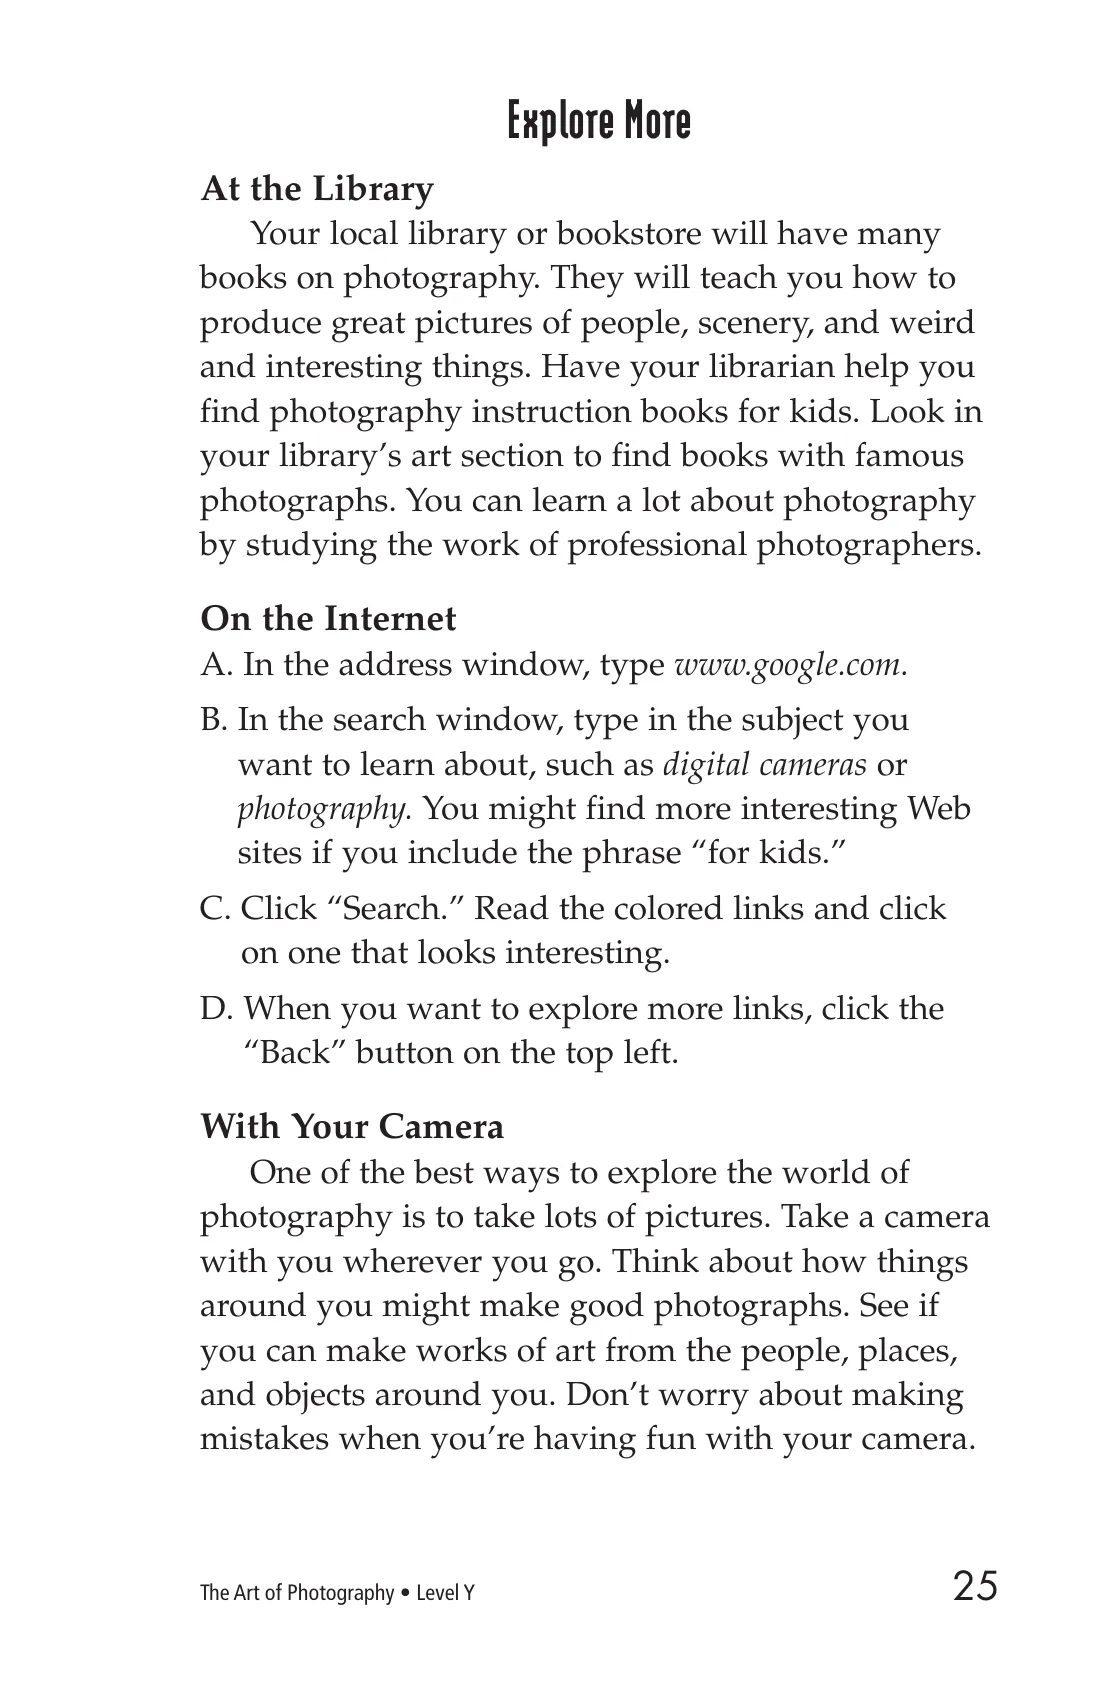 Explore More
At the Library
Your local library or bookstore will have many
books on photography. They will teach you how to
produce great pictures of people, scenery, and weird
and interesting things. Have your librarian help you
find photography instruction books for kids. Look in
your library’s art section to find books with famous
photographs. You can learn a lot about photography
by studying the work of professional photographers.
On the Internet
A. In the address window, type www.google.com.
B. In the search window, type in the subject you
want to learn about, such as digital cameras or
photography. You might find more interesting Web
sites if you include the phrase “for kids.”
C. Click “Search.” Read the colored links and click
on one that looks interesting.
D. When you want to explore more links, click the
“Back” button on the top left.
With Your Camera
One of the best ways to explore the world of
photography is to take lots of pictures. Take a camera
with you wherever you go. Think about how things
around you might make good photographs. See if
you can make works of art from the people, places,
and objects around you. Don’t worry about making
mistakes when you’re having fun with your camera.
The Art of Photography • Level Y 25